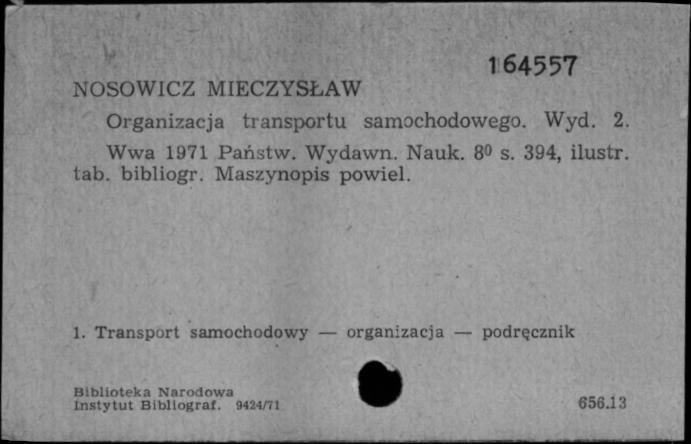 164557
NOSOWICZ MIECZYSŁAW
Organizacja transportu samochodowego. Wyd. 2.
Wwa 1971 Państw. Wydawn. Nauk. 8⁰ s. 394, ilustr.
tab. bibliogr. Maszynopis powiel.
1. Transport samochodowy — organizacja — podręcznik
Biblioteka Narodowa
Instytut Bibliograf. 9424/71
656.13